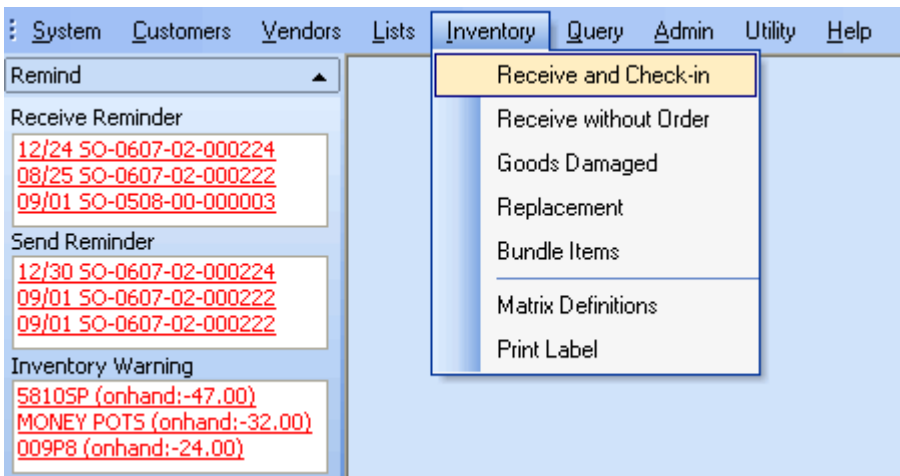 System Customers Vendors Lists Inventory Query Admin Utility Help
Remind
Receive Reminder
12/24 SO-0607-02-000224
08/25 SO-0607-02-000222
09/01 SO-0508-00-000003
Send Reminder
12/30 SO-0607-02-000224
09/01 SO-0607-02-000222
09/01 SO-0607-02-000222
Inventory Warning
5810SP (onhand:-47.00)
MONEY POTS (onhand:-32.00)
009P8 (onhand:-24.00)
Receive and Check-in
Receive without Order
Goods Damaged
Replacement
Bundle Items
Matrix Definitions
Print Label